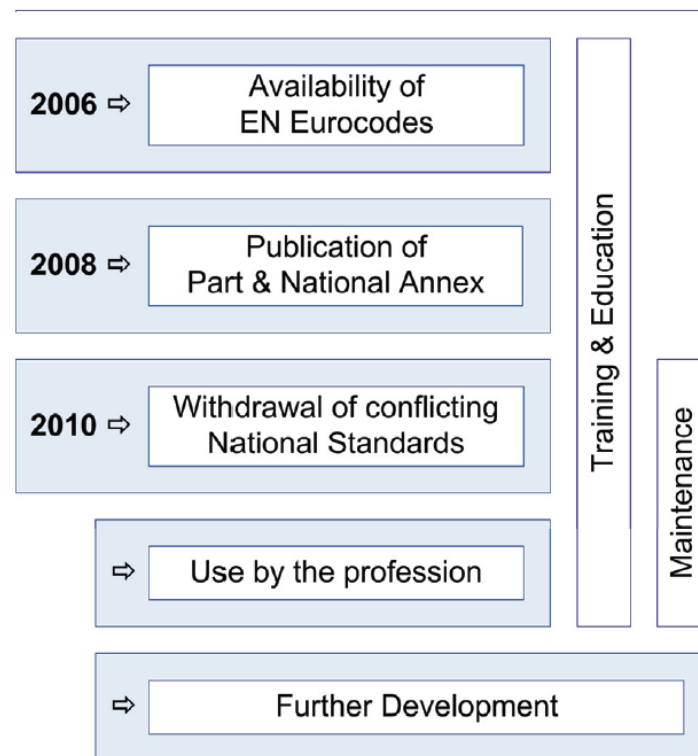 2006 ⇨ Availability of
EN Eurocodes
2008 ⇨ Publication of
Part & National Annex
2010 ⇨ Withdrawal of conflicting
National Standards
⇨ Use by the profession
⇨ Further Development
Training & Education
Maintenance